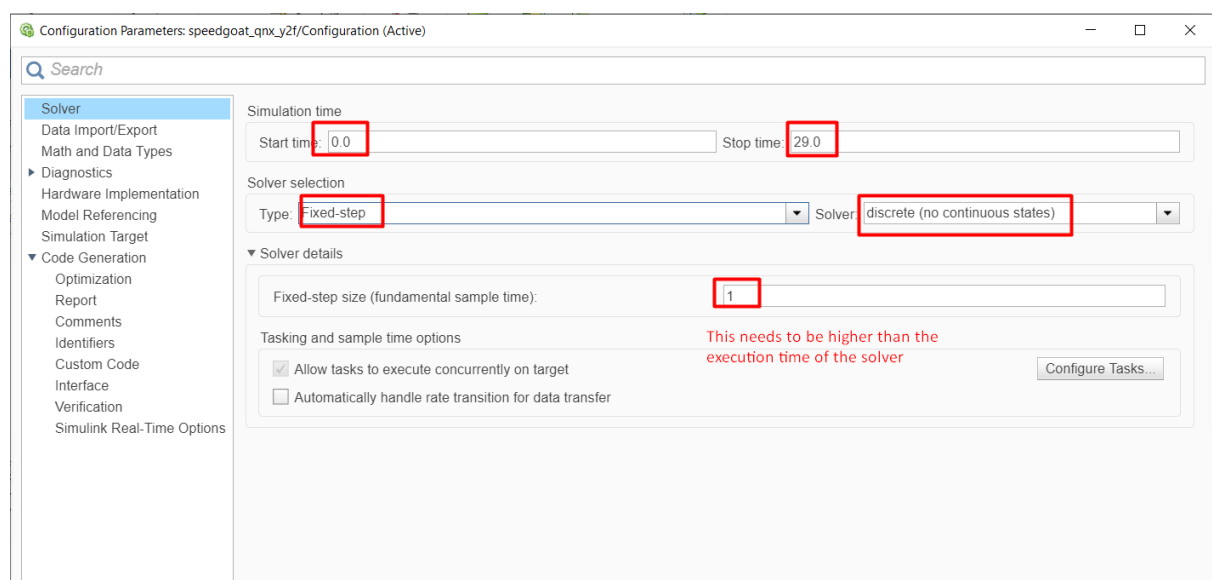 Configuration Parameters: speedgoat_qnx_y2f/Configuration (Active)
Search
Solver
Data Import/Export
Math and Data Types
Diagnostics
Hardware Implementation
Model Referencing
Simulation Target
Code Generation
Optimization
Report
Comments
Identifiers
Custom Code
Interface
Verification
Simulink Real-Time Options
Simulation time
Start time: 0.0 Stop time: 29.0
Solver selection
Type: Fixed-step Solver: discrete (no continuous states)
Solver details
Fixed-step size (fundamental sample time): 1
Tasking and sample time options
This needs to be higher than the
execution time of the solver
Allow tasks to execute concurrently on target Configure Tasks...
Automatically handle rate transition for data transfer